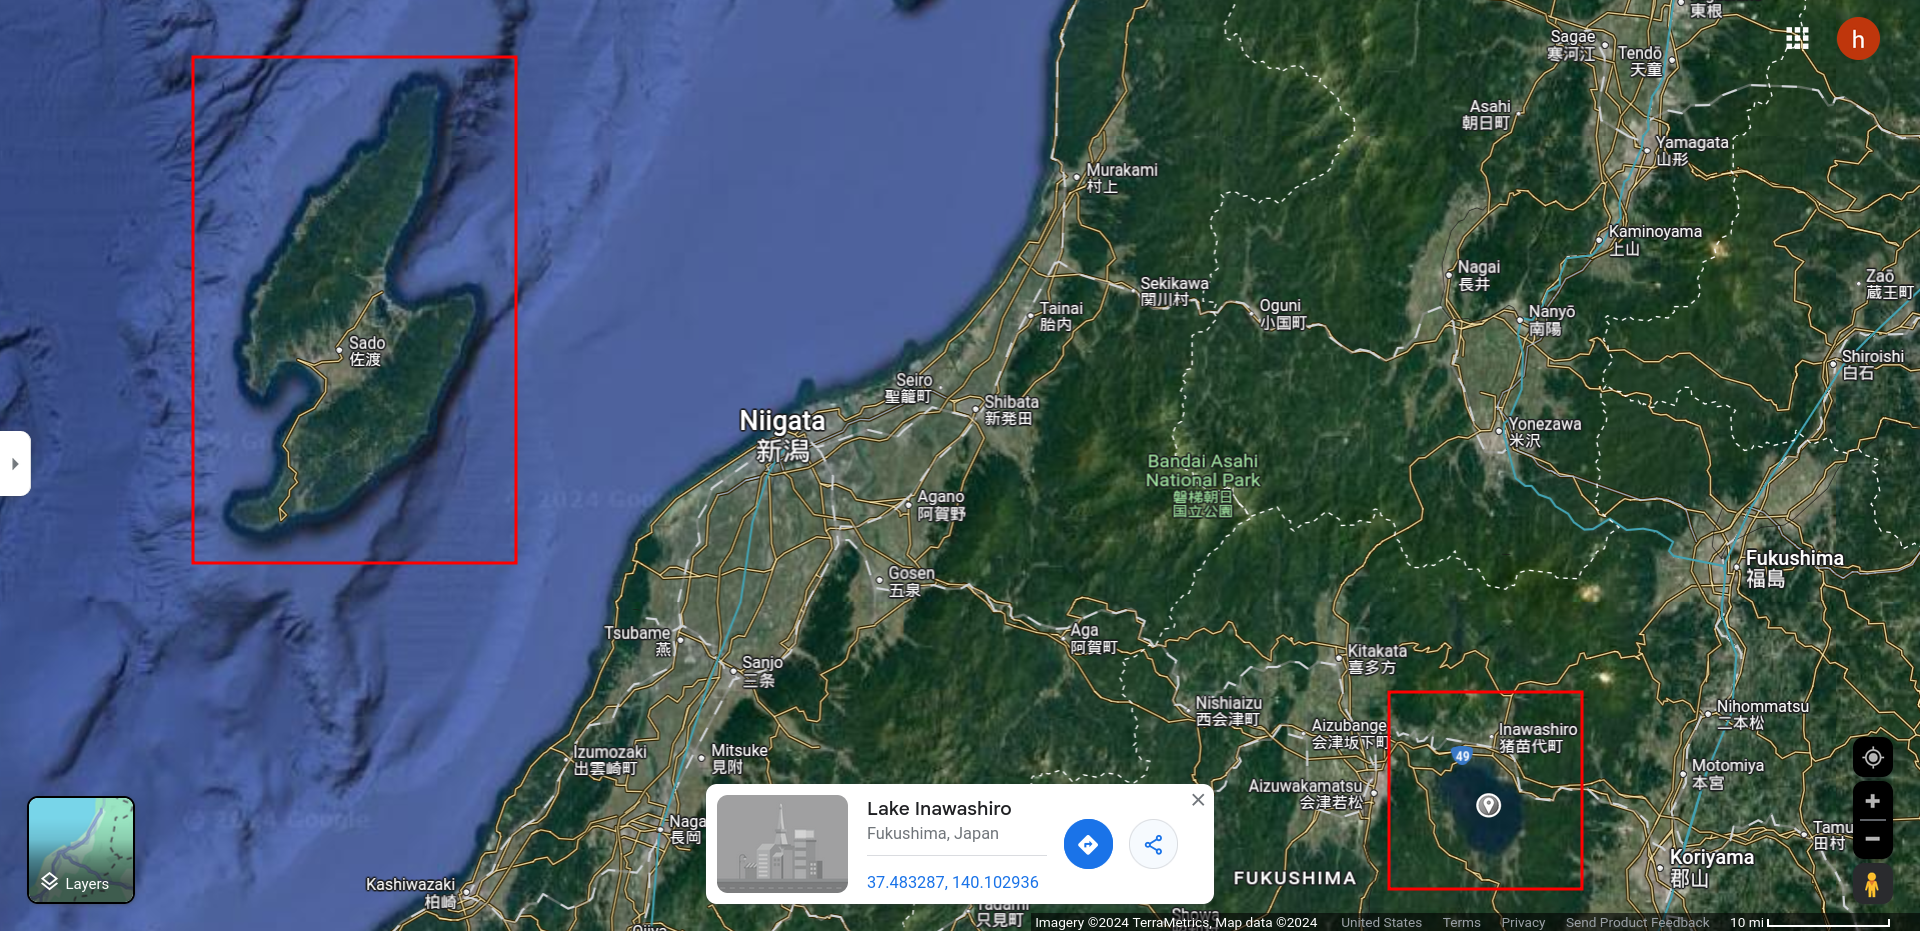 東根
Sagae
寒河江
Tendō
天童
h
Asahi
朝日町
Yamagata
山形
Murakami
村上
Kaminoyama
上山
Nagai
長井
Zaō
蔵王町
Sekikawa
関川村
Oguni
小国町
Tainai
胎内
Nanyō
南陽
Sado
佐渡
Shiroishi
白石
Seiro
聖籠町
Shibata
新発田
Niigata
新潟
Yonezawa
米沢
Bandai Asahi
National Park
磐梯朝日
国立公園
© 2024 Google
Agano
阿賀野
Fukushima
福島
Gosen
五泉
Tsubame
燕
Aga
阿賀町
Sanjo
三条
Kitakata
喜多方
Nishiaizu
西会津町
Nihommatsu
二本松
Aizubange
会津坂下町
Inawashiro
猪苗代町
49
Izumozaki
出雲崎町
Mitsuke
見附
Motomiya
本宮
Aizuwakamatsu
会津若松
Naga
長岡
Tamu
田村
Lake Inawashiro
Fukushima, Japan
37.483287, 140.102936
Koriyama
郡山
FUKUSHIMA
Layers
Kashiwazaki
柏崎
Tadami
只見町
Showa
Ojiya
Imagery ©2024 TerraMetrics, Map data ©2024
United States
Terms
Privacy
Send Product Feedback
10 mi